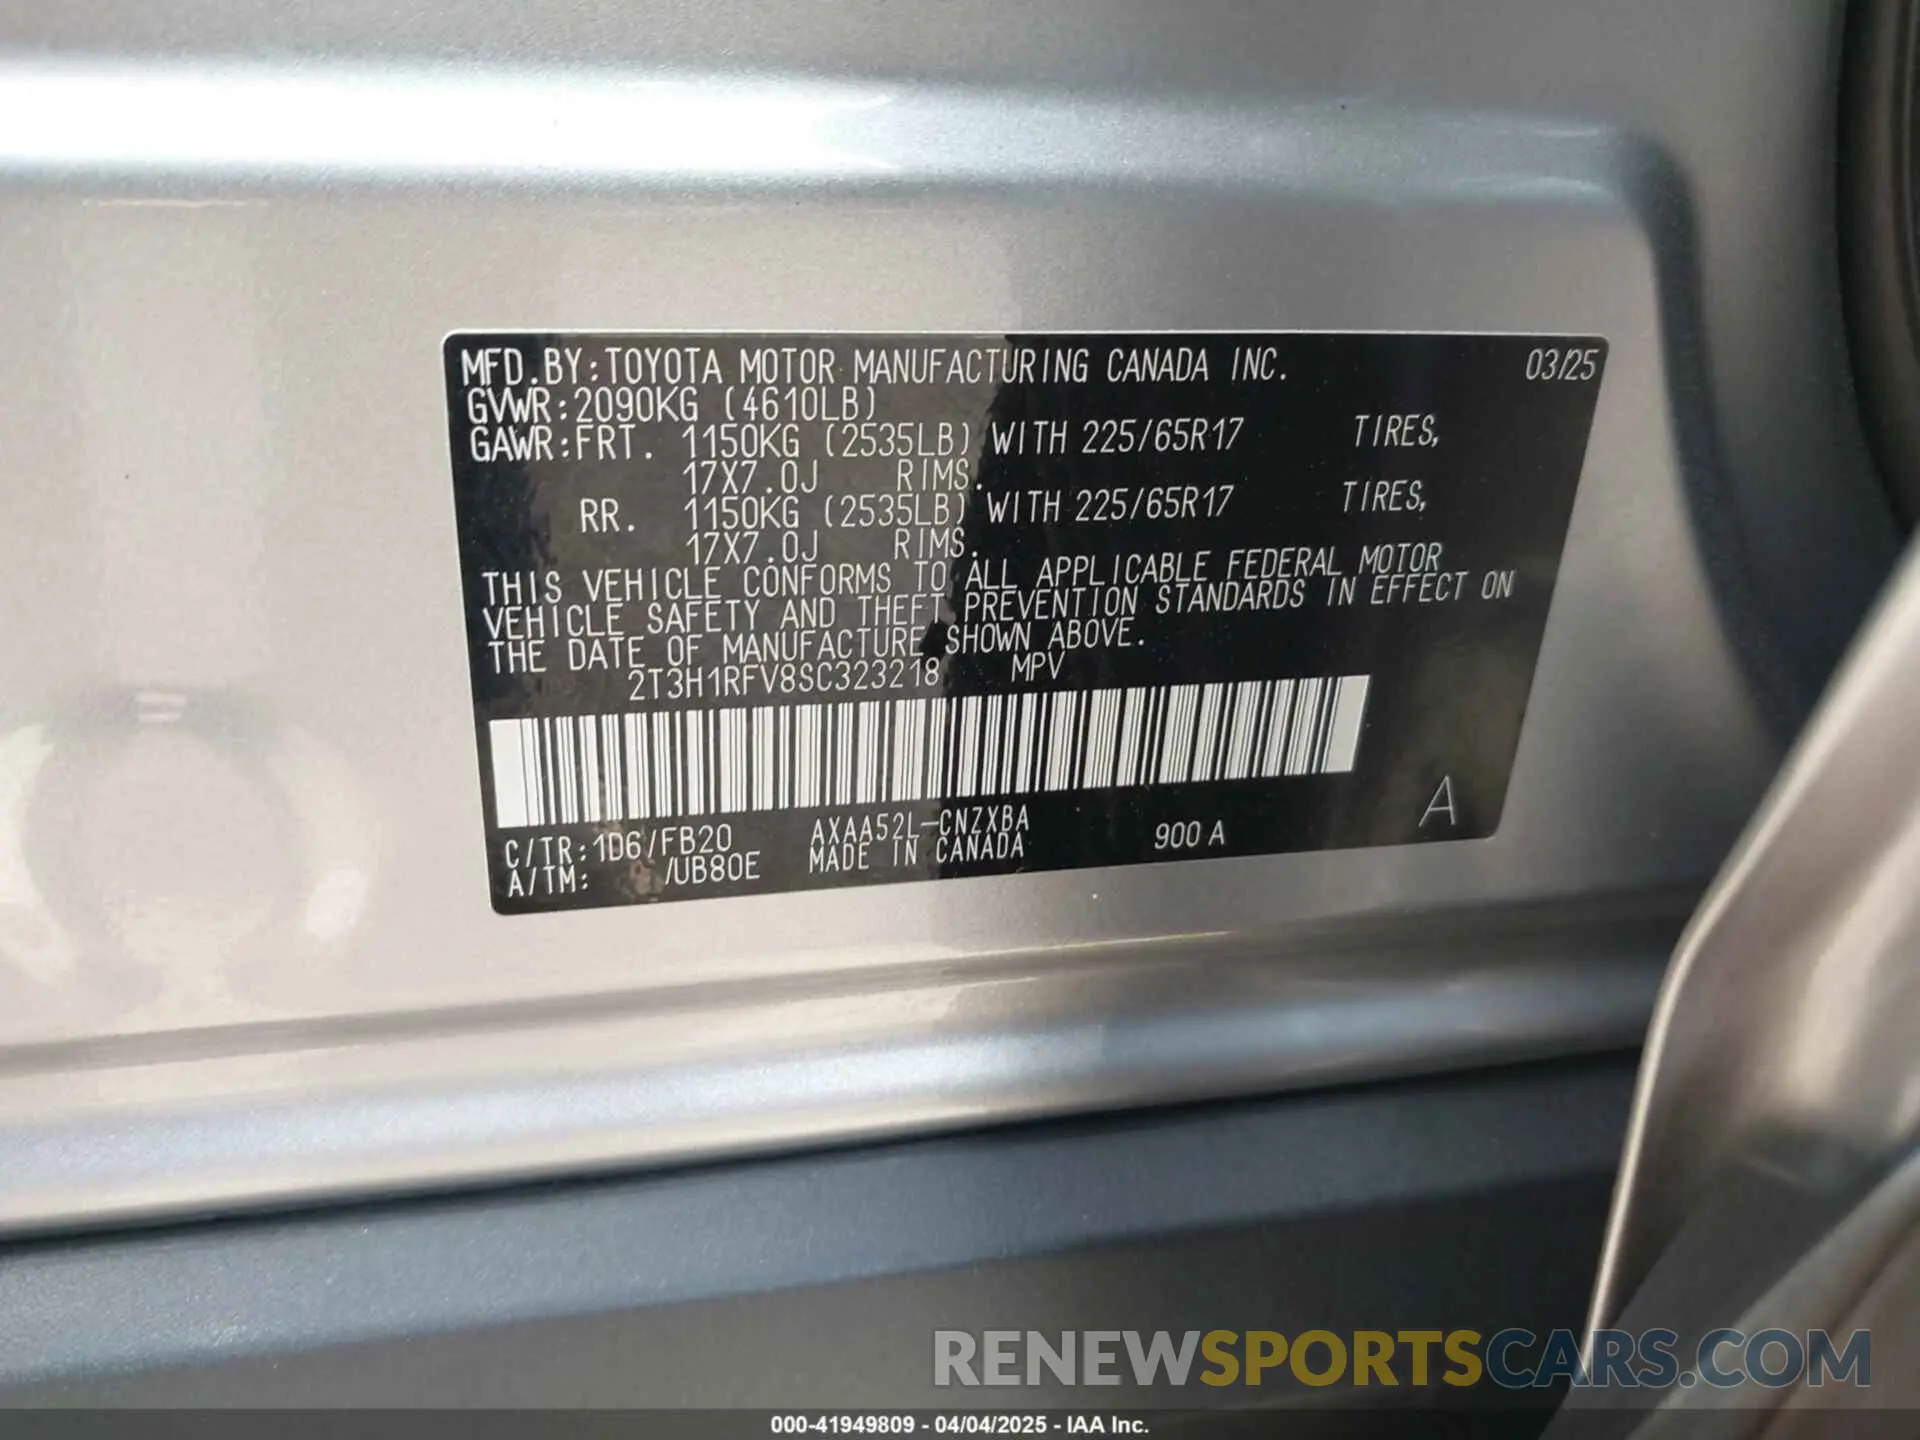 MFD.BY:TOYOTA MOTOR MANUFACTURING CANADA INC. 03/25
GVWR:2090KG (4610LB)
GAWR:FRT. 1150KG (2535LB) WITH 225/65R17 TIRES,
17X7.0J RIMS.
RR. 1150KG (2535LB) WITH 225/65R17 TIRES,
17X7.0J RIMS.
THIS VEHICLE CONFORMS TO ALL APPLICABLE FEDERAL MOTOR
VEHICLE SAFETY AND THEFT PREVENTION STANDARDS IN EFFECT ON
THE DATE OF MANUFACTURE SHOWN ABOVE.
2T3H1RFV8SC323218 MPV
C/TR:1D6/FB20 AXAA52L-CNZXBA 900 A A
A/TM: /UB80E MADE IN CANADA
RENEWSPORTSCARS.COM
000-41949809 - 04/04/2025 - IAA Inc.